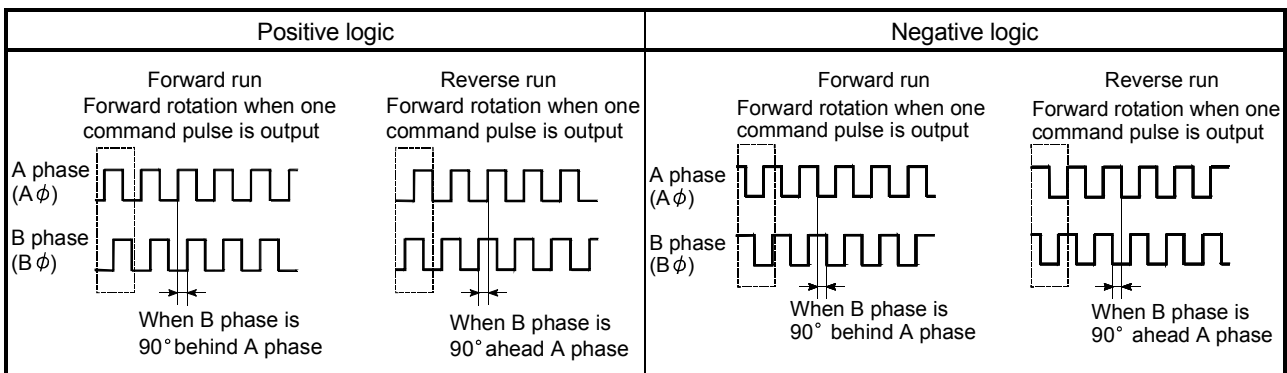 Positive logic
Negative logic
Forward run
Forward rotation when one
command pulse is output
Reverse run
Forward rotation when one
command pulse is output
A phase
(Aϕ)
B phase
(Bϕ)
When B phase is
90° behind A phase
When B phase is
90° ahead A phase
Forward run
Forward rotation when one
command pulse is output
Reverse run
Forward rotation when one
command pulse is output
A phase
(Aϕ)
B phase
(Bϕ)
When B phase is
90° behind A phase
When B phase is
90° ahead A phase